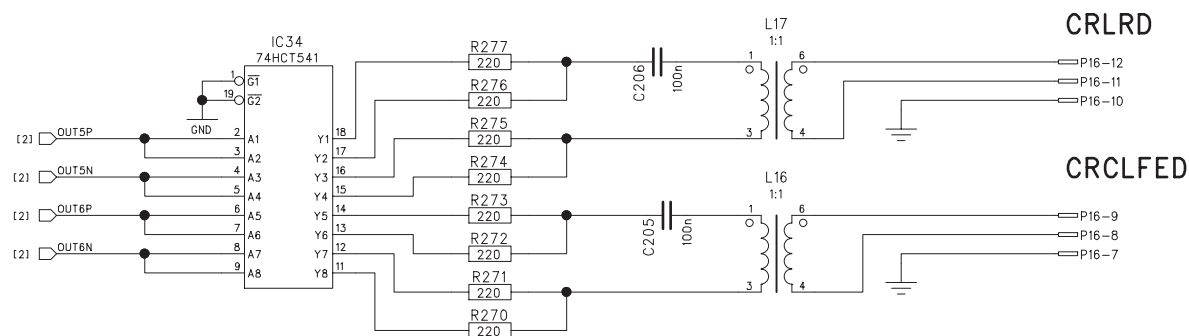 CRLRD
L17
1:1
IC34
74HCT541
R277
220
C206
100n
1
6
P16-12
1
G1
R276
220
P16-11
19
G2
P16-10
GND
R275
220
3
4
[2] OUT5P
2
A1
Y1
18
3
A2
Y2
17
R274
220
[2] OUT5N
4
A3
Y3
16
5
A4
Y4
15
CRCLFED
L16
1:1
R273
220
C205
100n
1
6
P16-9
[2] OUT6P
6
A5
Y5
14
7
A6
Y6
13
R272
220
P16-8
[2] OUT6N
8
A7
Y7
12
P16-7
9
A8
Y8
11
R271
220
3
4
R270
220